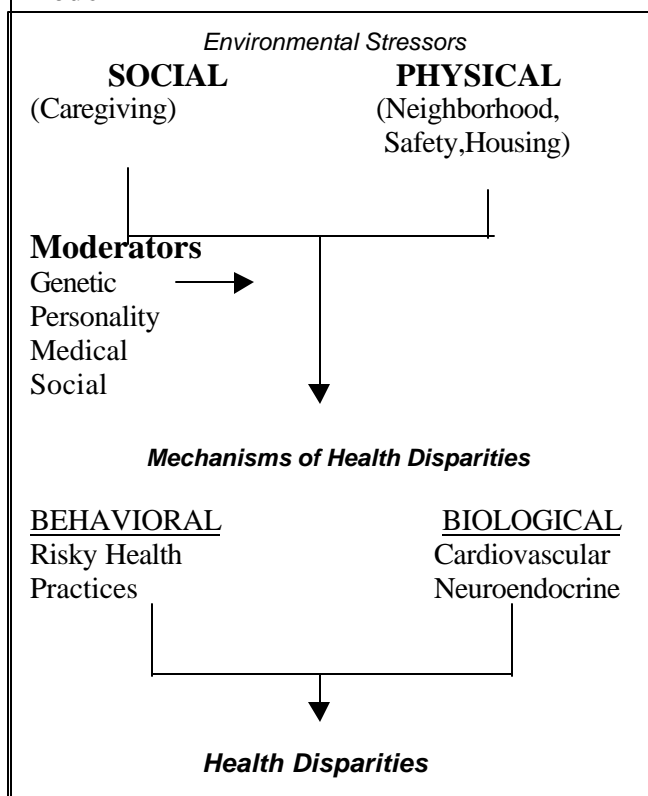 Environmental Stressors
SOCIAL PHYSICAL
(Caregiving) (Neighborhood,
Safety,Housing)
Moderators
Genetic
Personality
Medical
Social
Mechanisms of Health Disparities
BEHAVIORAL BIOLOGICAL
Risky Health Cardiovascular
Practices Neuroendocrine
Health Disparities